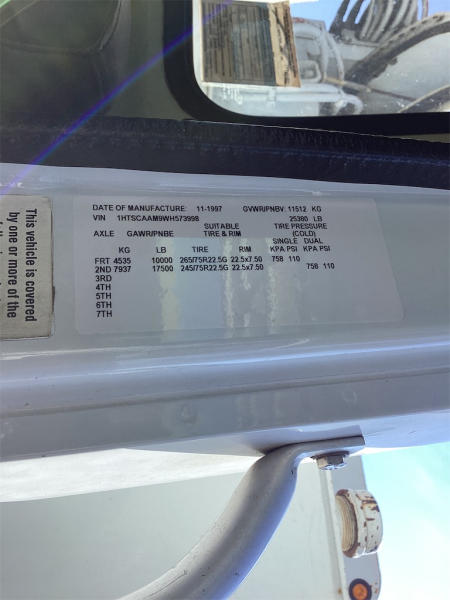 DATE OF MANUFACTURE: 11-1997 GVWR/PNBV: 11512 KG
VIN 1HTSCAAM9WH573998 25380 LB
SUITABLE TIRE PRESSURE
AXLE GAWR/PNBE TIRE & RIM (COLD)
SINGLE DUAL
KG LB TIRE RIM KPA PSI KPA PSI
FRT 4535 10000 265/75R22.5G 22.5x7.50 758 110
2ND 7937 17500 245/75R22.5G 22.5x7.50 758 110
3RD
4TH
5TH
6TH
7TH
This vehicle is covered
by one or more of the